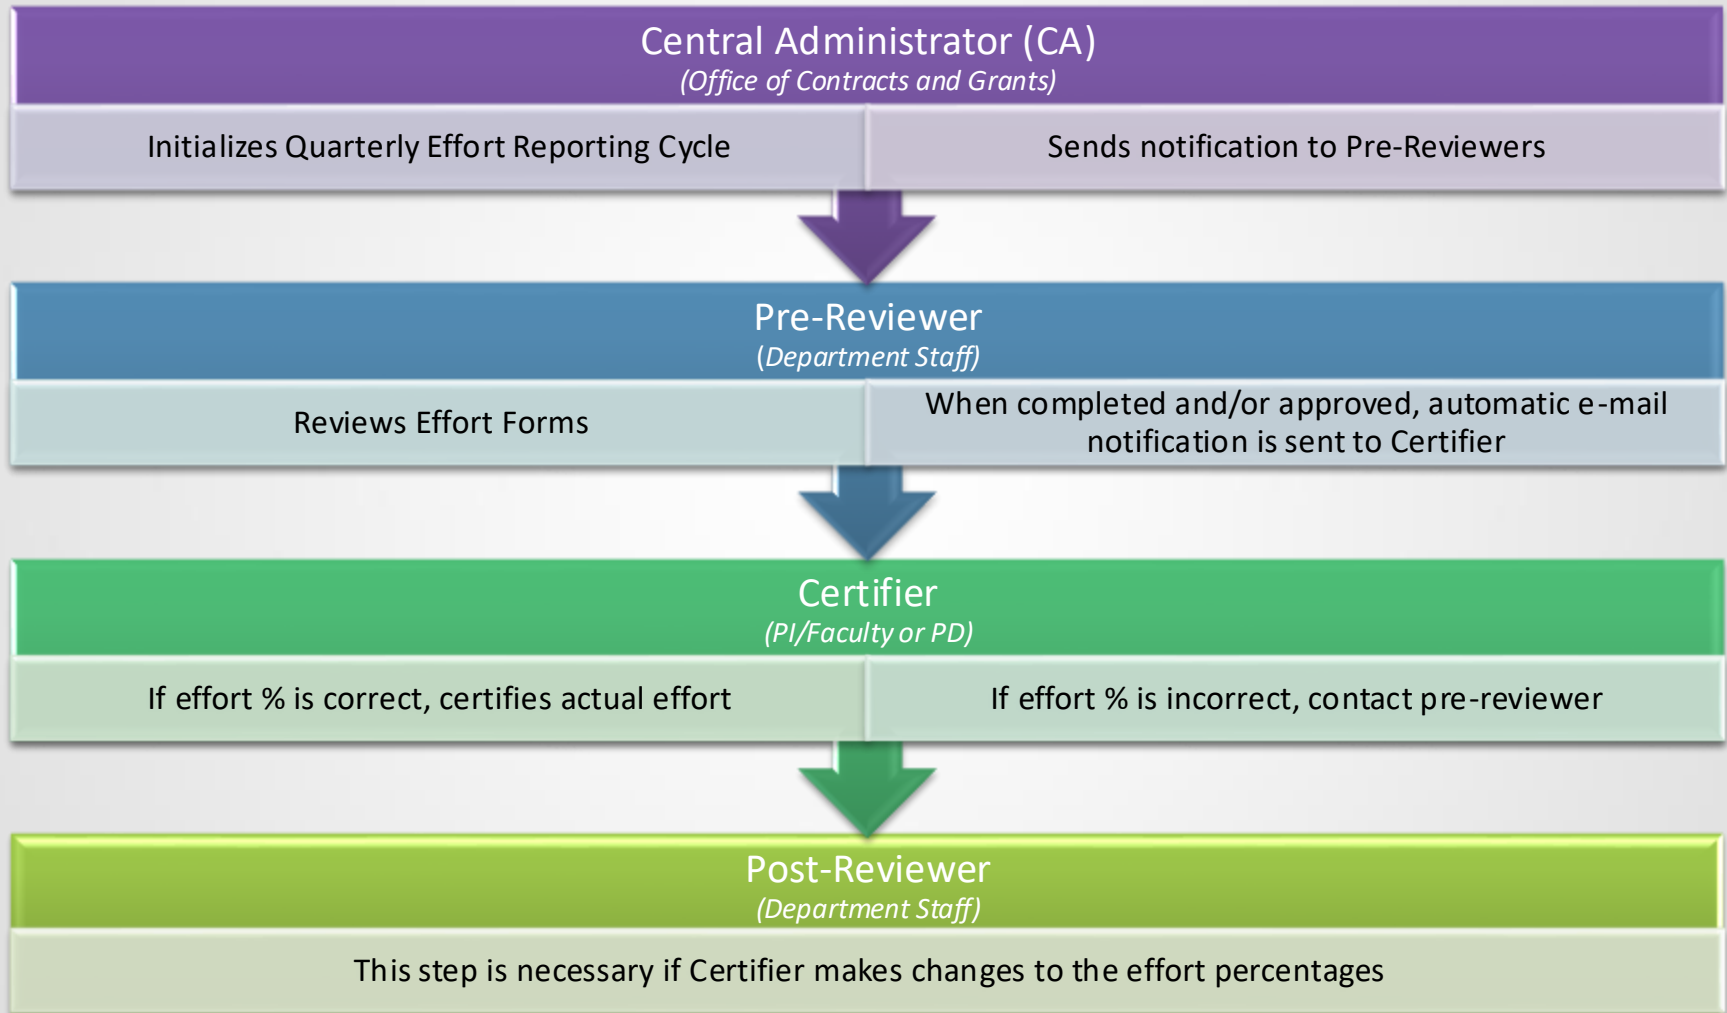 Central Administrator (CA)
(Office of Contracts and Grants)
Initializes Quarterly Effort Reporting Cycle
Sends notification to Pre-Reviewers
Pre-Reviewer
(Department Staff)
Reviews Effort Forms
When completed and/or approved, automatic e-mail
notification is sent to Certifier
Certifier
(PI/Faculty or PD)
If effort % is correct, certifies actual effort
If effort % is incorrect, contact pre-reviewer
Post-Reviewer
(Department Staff)
This step is necessary if Certifier makes changes to the effort percentages